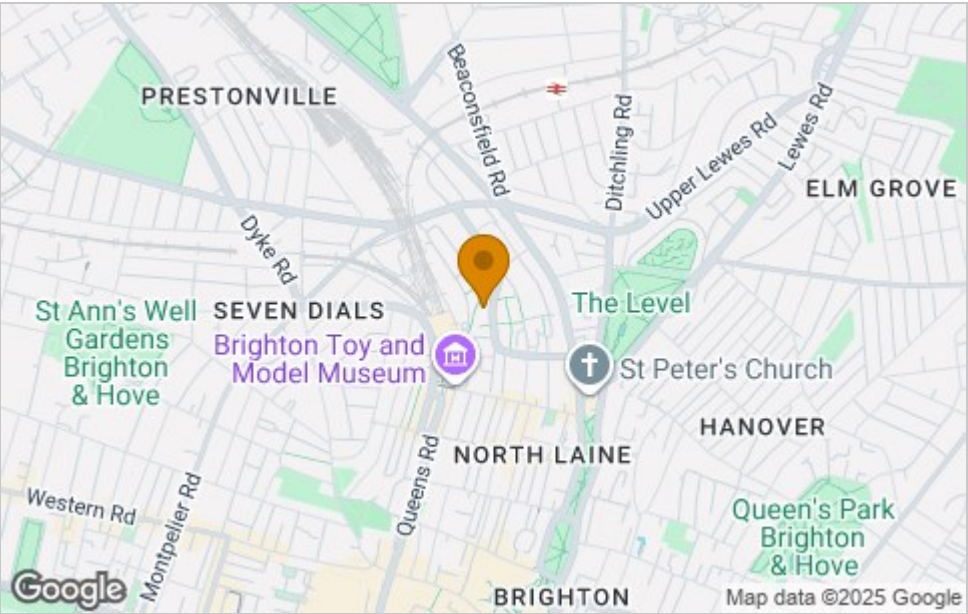 PRESTONVILLE
Beaconsfield Rd
Ditchling Rd
Upper Lewes Rd
Lewes Rd
ELM GROVE
Dyke Rd
St Ann's Well
Gardens
Brighton
& Hove
SEVEN DIALS
The Level
Brighton Toy and
Model Museum
St Peter's Church
HANOVER
NORTH LAINE
Queens Rd
Western Rd
Montpelier Rd
Queen's Park
Brighton
& Hove
BRIGHTON
Google
Map data ©2025 Google